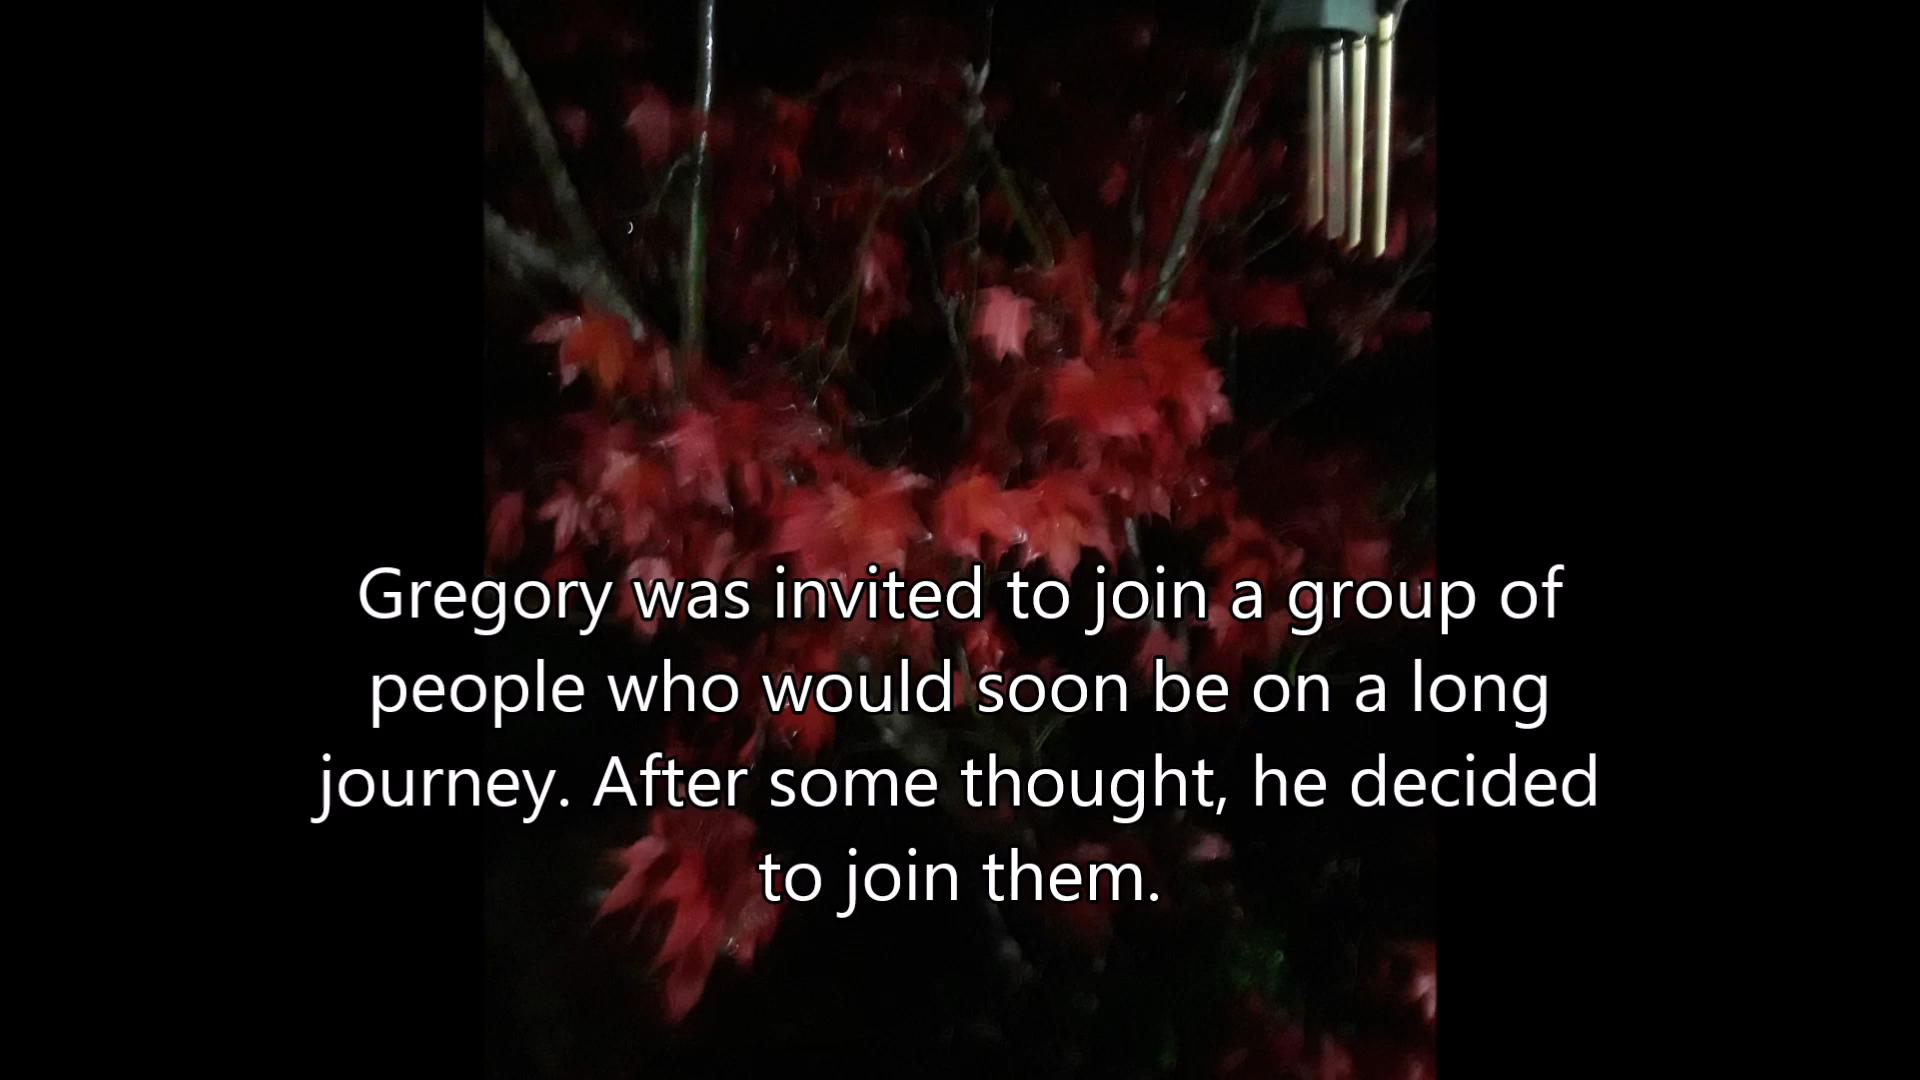 Gregory was invited to join a group of
people who would soon be on a long
journey. After some thought, he decided
to join them.